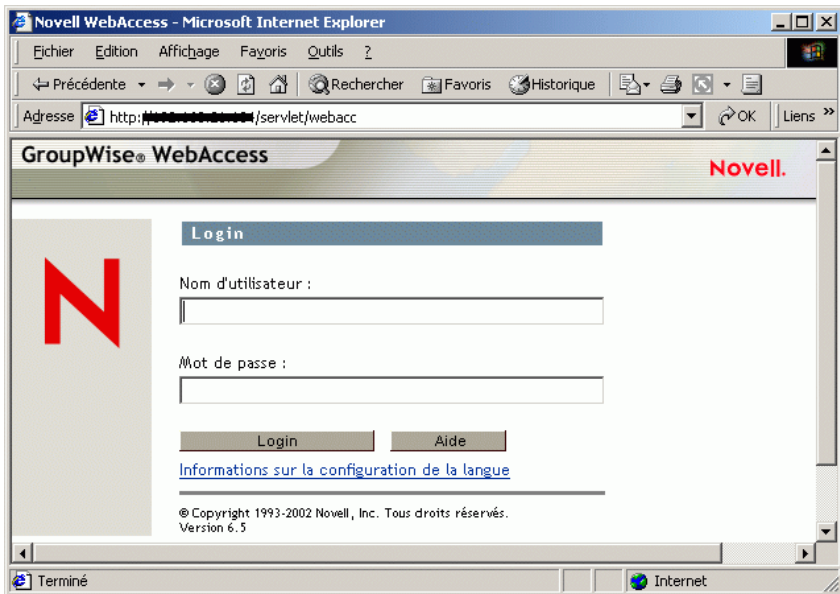 Novell WebAccess - Microsoft Internet Explorer
Fichier Edition Affichage Favoris Outils ?
Précédente Rechercher Favoris Historique
Adresse http:/ /servlet/webacc OK Liens »
GroupWise® WebAccess
Novell.
N
Login
Nom d'utilisateur :
Mot de passe :
Login Aide
Informations sur la configuration de la langue
© Copyright 1993-2002 Novell, Inc. Tous droits réservés.
Version 6.5
Terminé Internet